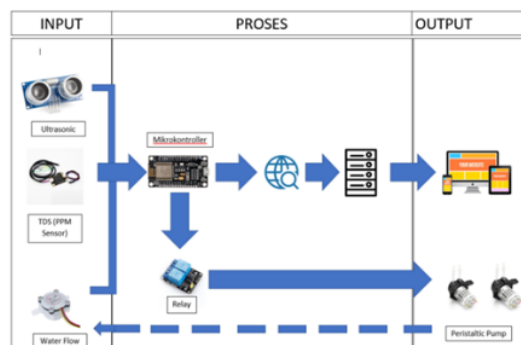 INPUT
PROSES
OUTPUT
Ultrasonic
Mikrokontroller
TDS (PPM
Sensor)
Relay
Water Flow
Peristaltic Pump